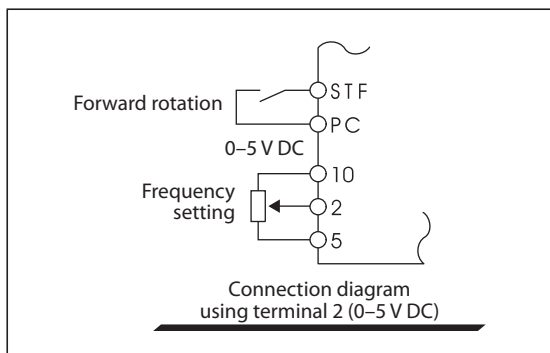 STF
Forward rotation
PC
0–5 V DC
10
Frequency
setting
2
5
Connection diagram
using terminal 2 (0–5 V DC)